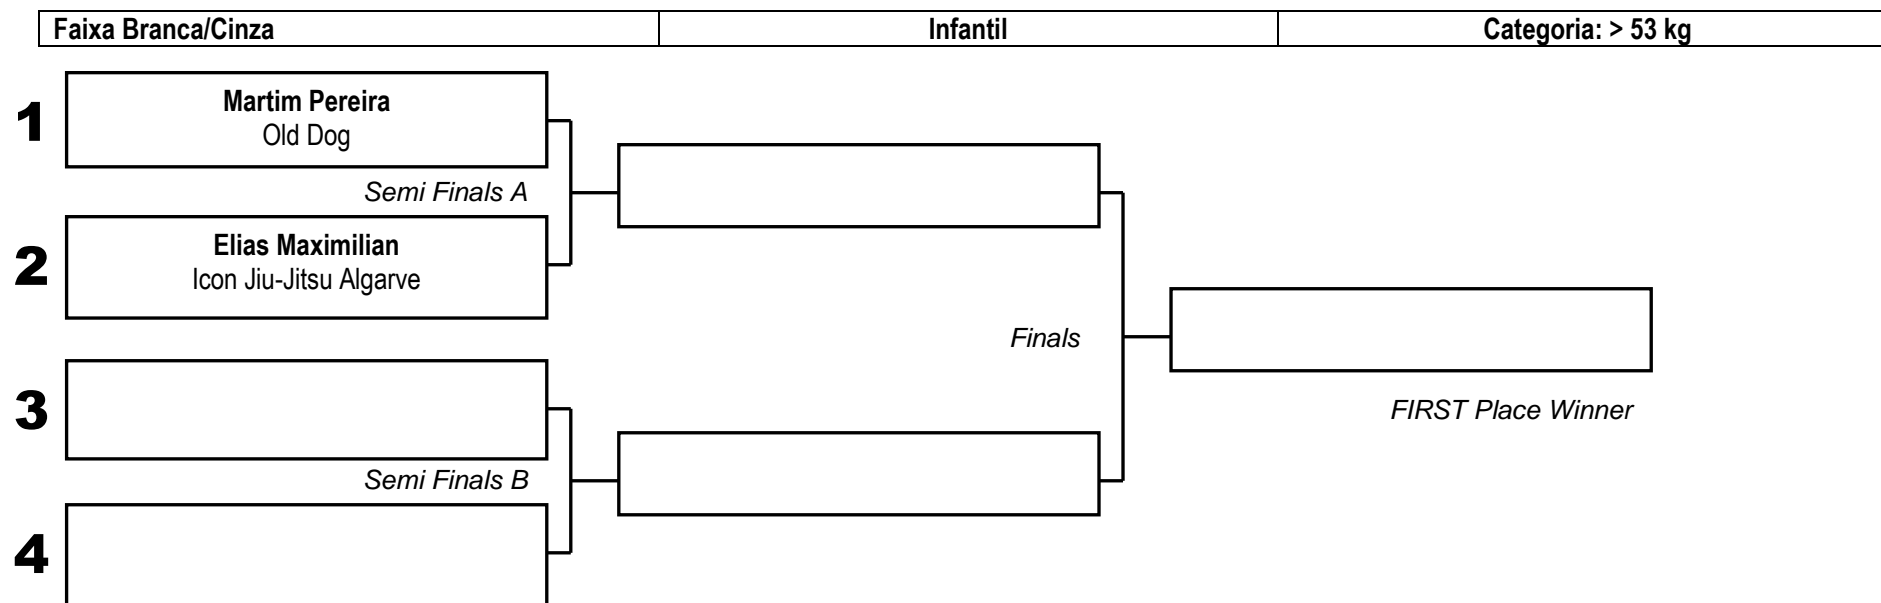 Faixa Branca/Cinza Infantil Categoria: > 53 kg
1
Martim Pereira
Old Dog
Semi Finals A
2
Elias Maximilian
Icon Jiu-Jitsu Algarve
Finals
3
FIRST Place Winner
Semi Finals B
4